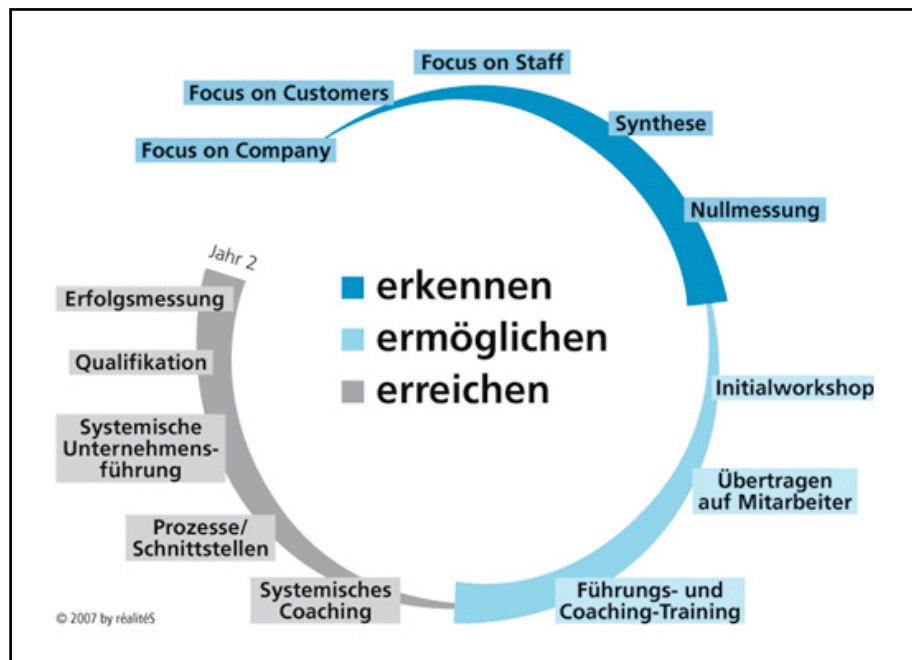 Focus on Staff
Focus on Customers
Focus on Company
Synthese
Nullmessung
Jahr 2
erkennen
ermöglichen
erreichen
Initialworkshop
Übertragen
auf Mitarbeiter
Führungs- und
Coaching-Training
Systemisches
Coaching
Prozesse/
Schnittstellen
Systemische
Unternehmens-
führung
Qualifikation
Erfolgsmessung
© 2007 by réalitéS